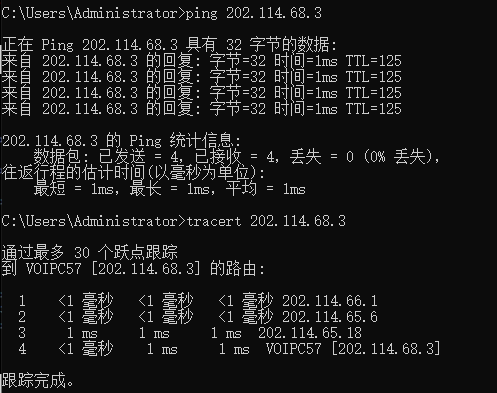 C:\Users\Administrator>ping 202.114.68.3
正在 Ping 202.114.68.3 具有 32 字节的数据:
来自 202.114.68.3 的回复: 字节=32 时间=1ms TTL=125
来自 202.114.68.3 的回复: 字节=32 时间=1ms TTL=125
来自 202.114.68.3 的回复: 字节=32 时间=1ms TTL=125
来自 202.114.68.3 的回复: 字节=32 时间=1ms TTL=125
202.114.68.3 的 Ping 统计信息:
数据包: 已发送 = 4, 已接收 = 4, 丢失 = 0 (0% 丢失),
往返行程的估计时间(以毫秒为单位):
最短 = 1ms, 最长 = 1ms, 平均 = 1ms
C:\Users\Administrator>tracert 202.114.68.3
通过最多 30 个跃点跟踪
到 VOIPC57 [202.114.68.3] 的路由:
1 <1 毫秒 <1 毫秒 <1 毫秒 202.114.66.1
2 <1 毫秒 <1 毫秒 <1 毫秒 202.114.65.6
3 1 ms 1 ms 1 ms 202.114.65.18
4 <1 毫秒 1 ms 1 ms VOIPC57 [202.114.68.3]
跟踪完成。